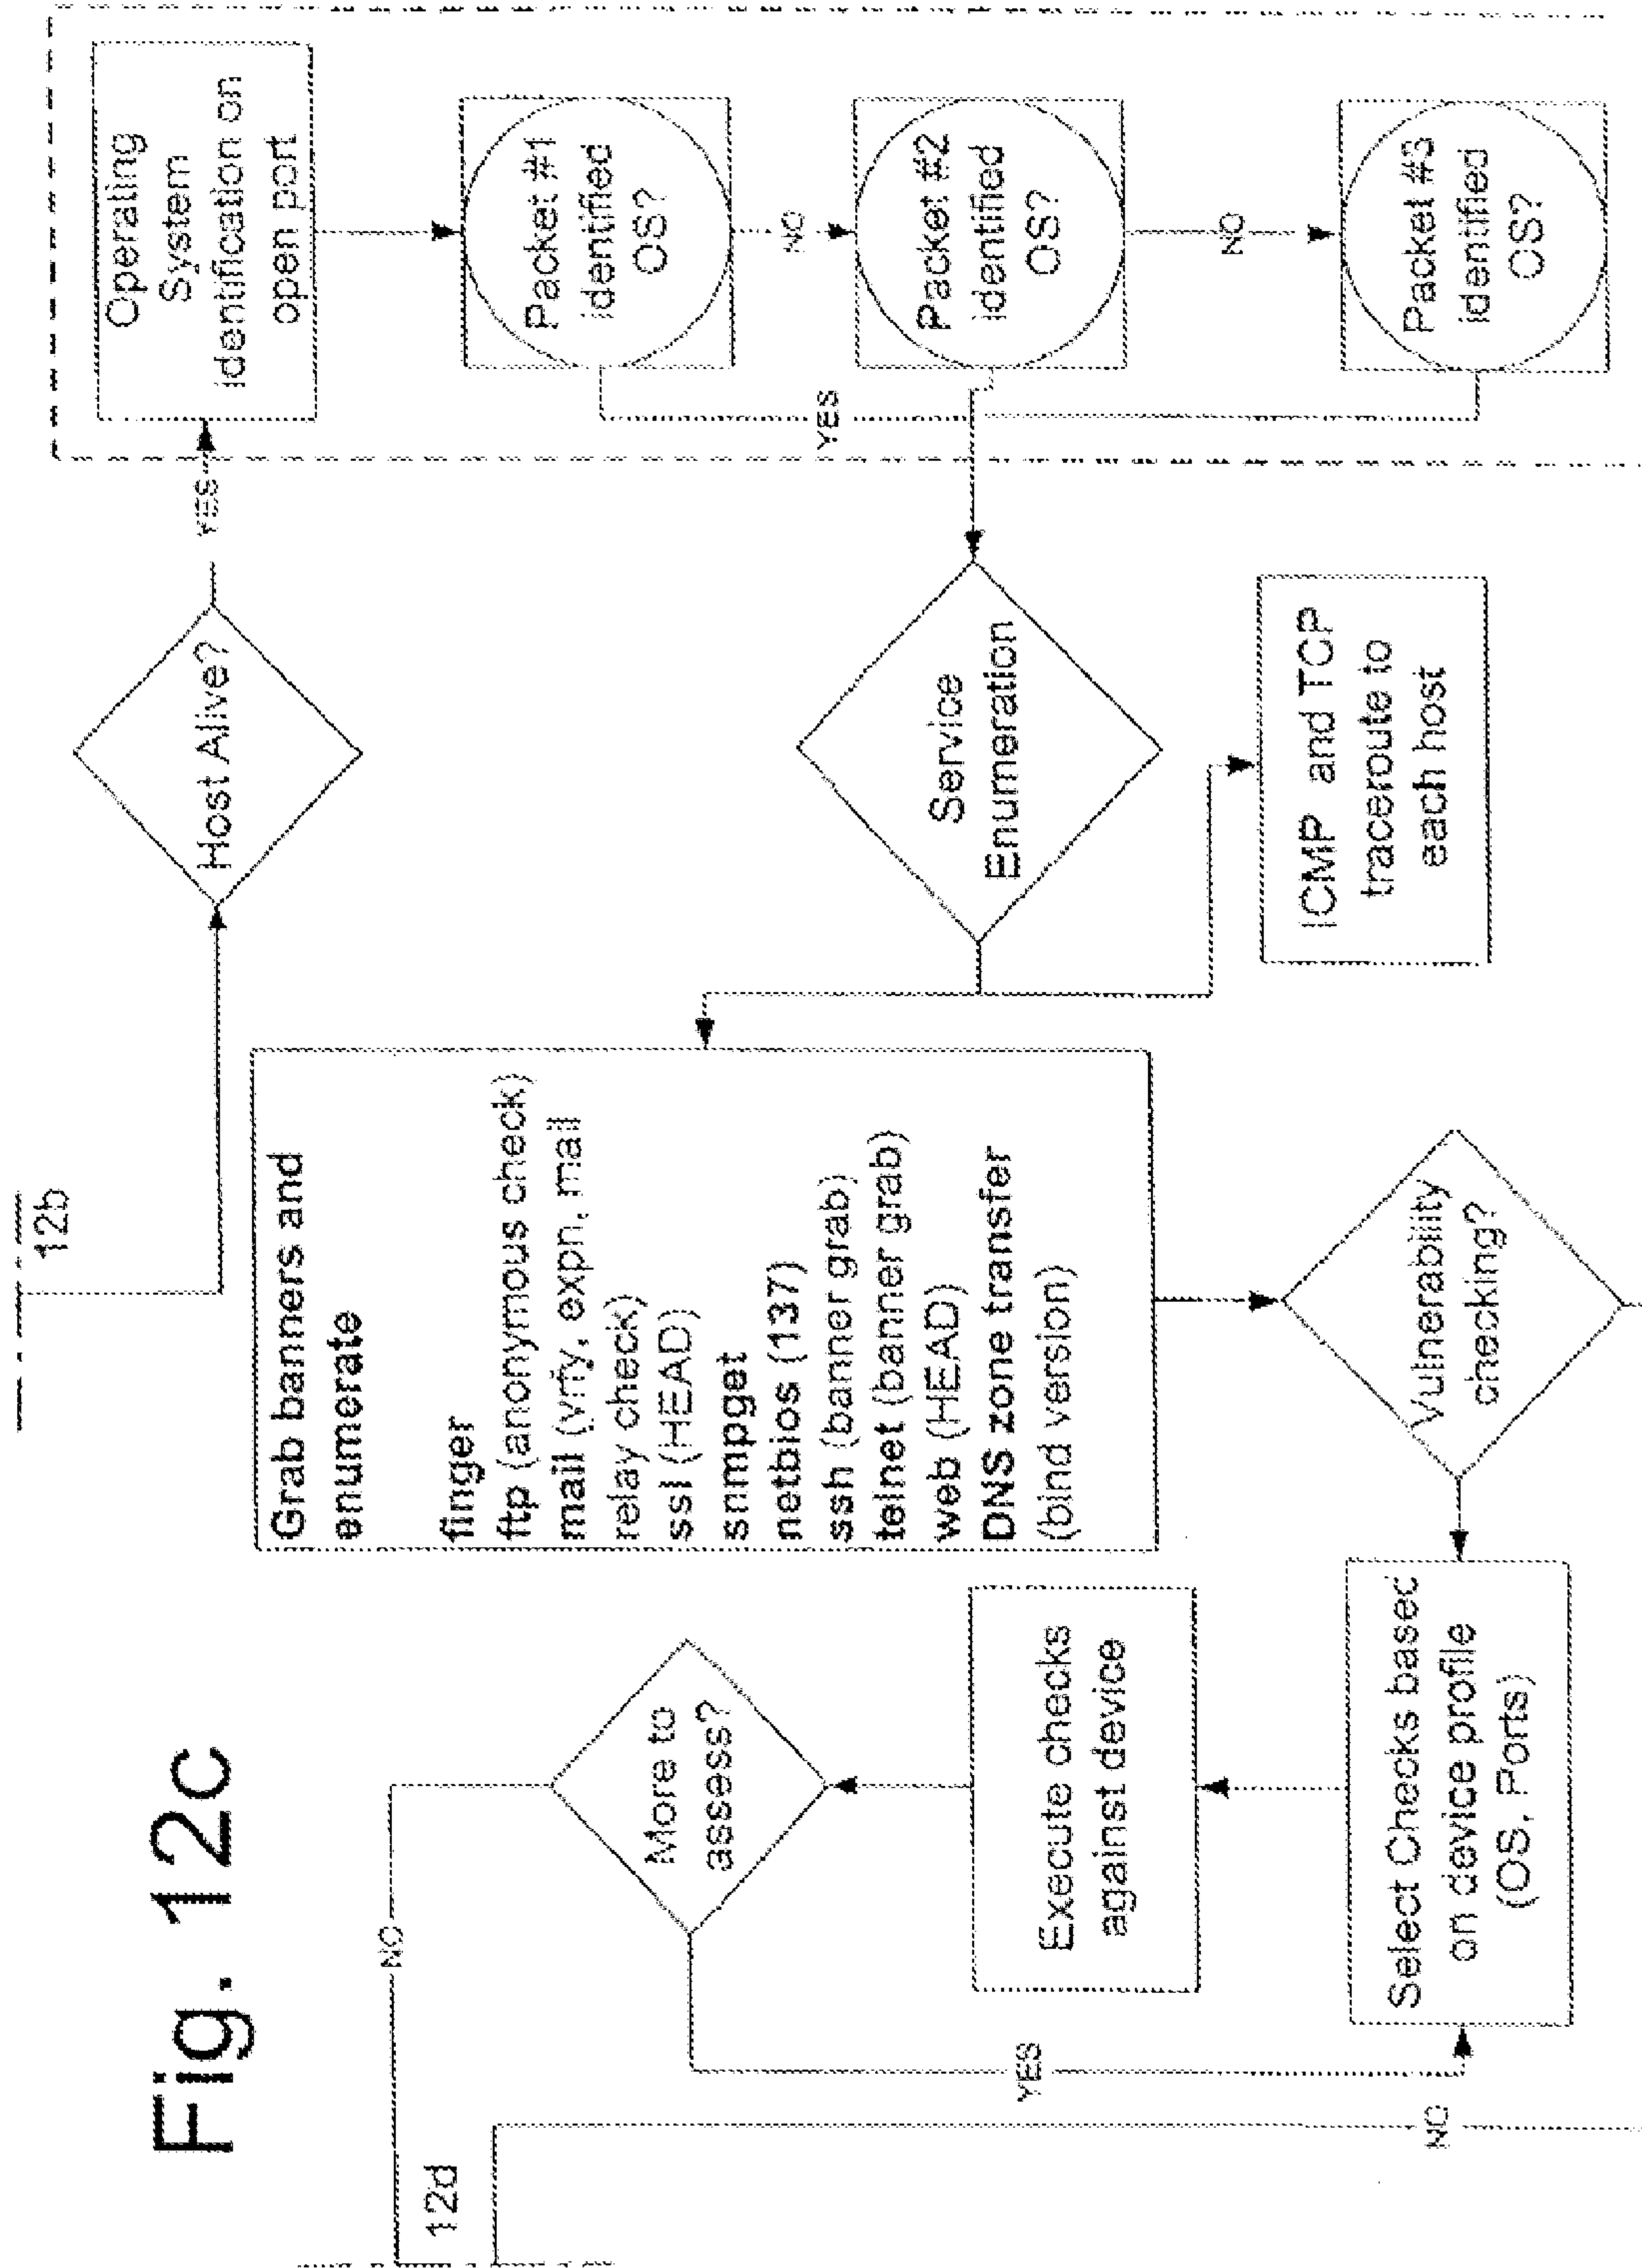 Fig. 12c
12b
Host Alive?
YES
Operating
System
identification on
open port
Packet #1
identified
OS?
NO
Packet #2
identified
OS?
NO
Packet #3
identified
OS?
YES
Service
Enumeration
ICMP and TCP
traceroute to
each host
Grab banners and
enumerate
finger
ftp (anonymous check)
mail (vrfy, expn, mail
relay check)
ssl (HEAD)
snmpget
netbios (137)
ssh (banner grab)
telnet (banner grab)
web (HEAD)
DNS zone transfer
(bind version)
Vulnerability
checking?
Select Checks based
on device profile
(OS, Ports)
Execute checks
against device
More to
assess?
NO
YES
NO
12d